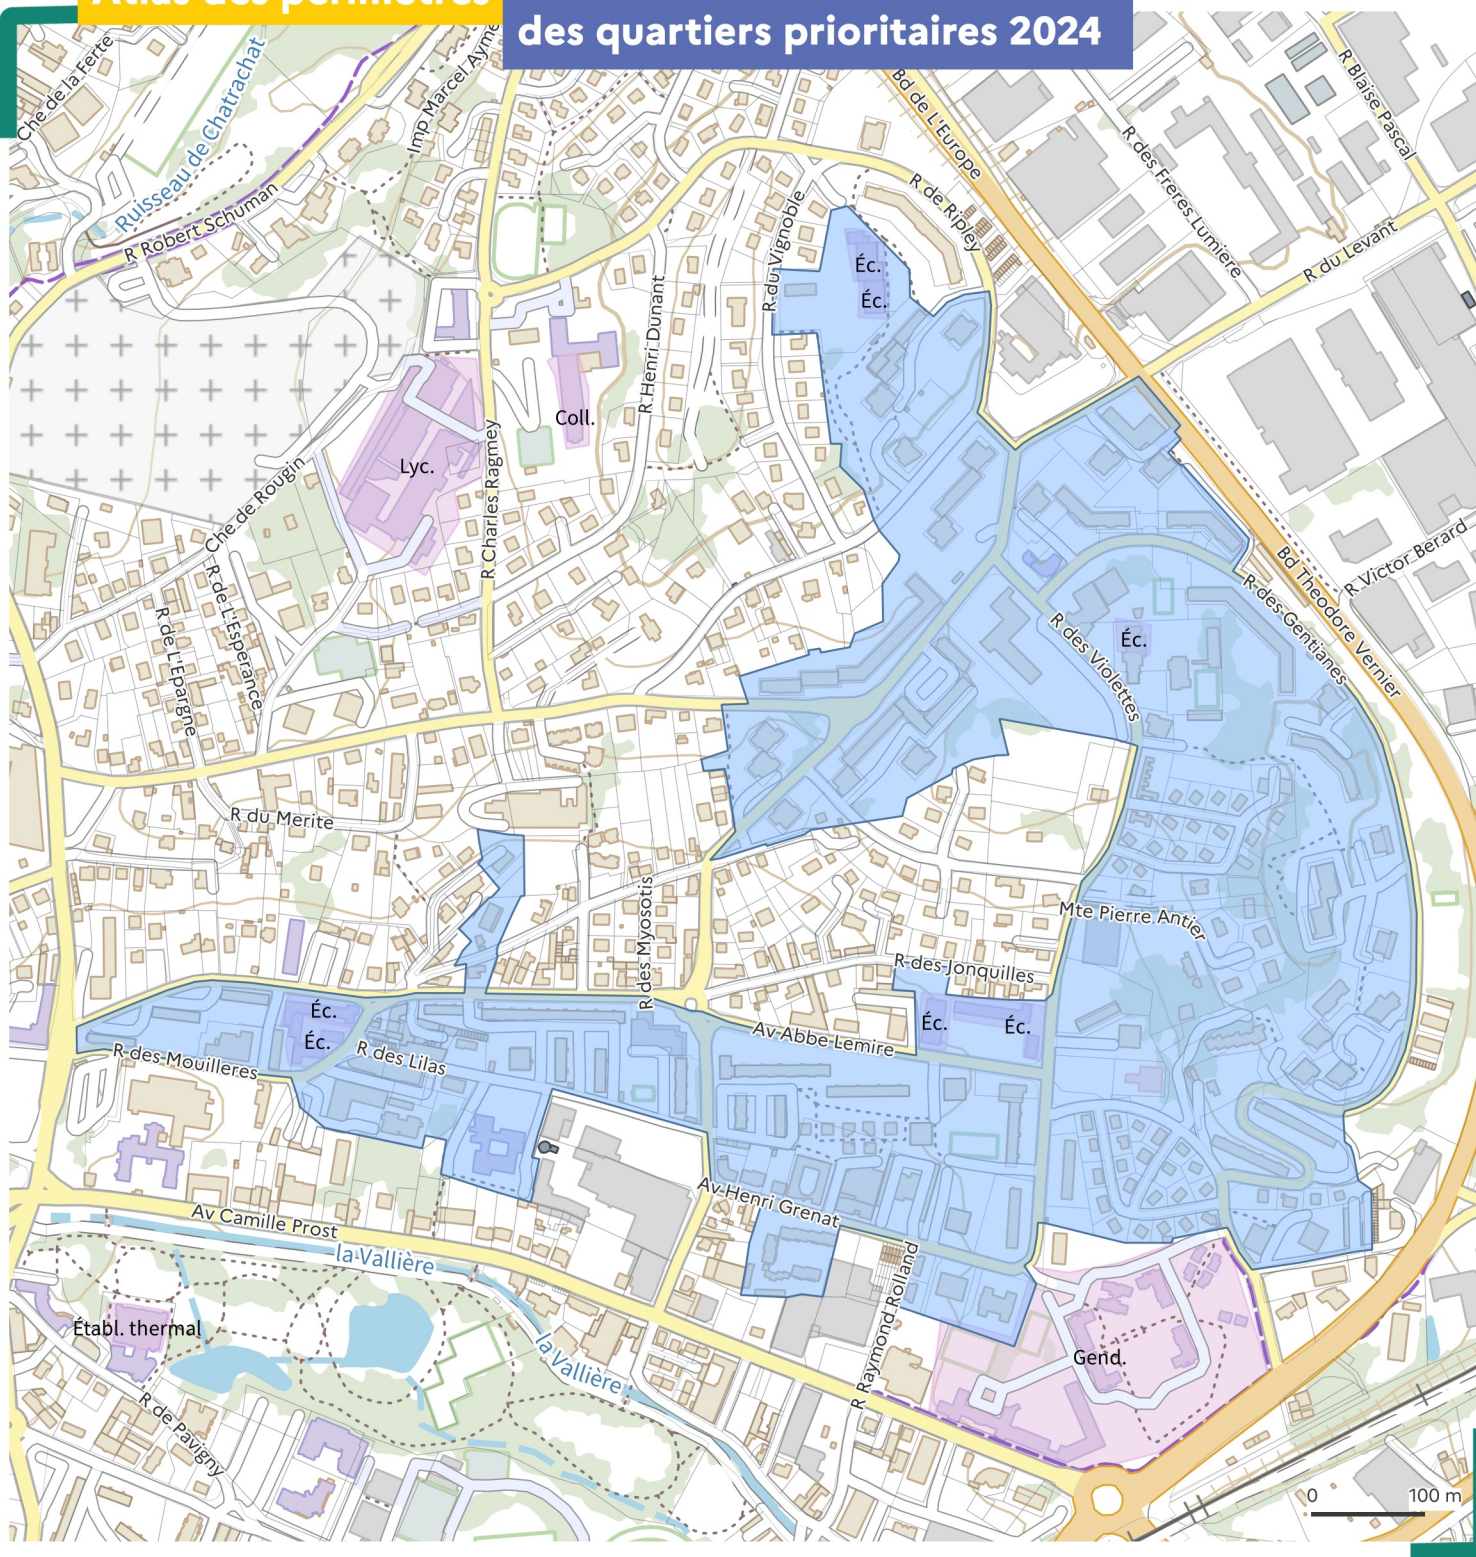 Atlas des périmètres
des quartiers prioritaires 2024
Che de la Ferte
Ruisseau de Chatrachat
Imp Marcel Ayme
R Robert Schuman
Bd de L'Europe
R Blaise Pascal
R des Freres Lumiere
R de Ripley
R du Levant
R du Vignoble
Éc.
Éc.
R Henri Dunant
Coll.
Lyc.
R Charles Ragmey
Che de Rougin
R de L'Esperance
R de L'Epargne
Bd Theodore Vernier
R Victor Berard
R des Gentianes
R des Violettes
Éc.
R du Merite
R des Myosotis
Mte Pierre Antier
R des Jonquilles
Éc.
Éc.
Éc.
Éc.
Av Abbe Lemire
R des Mouilleres
R des Lilas
Av Henri Grenat
Av Camille Prost
la Vallière
R Raymond Rolland
Établ. thermal
la Vallière
Gend.
R de Pavigny
0 100 m